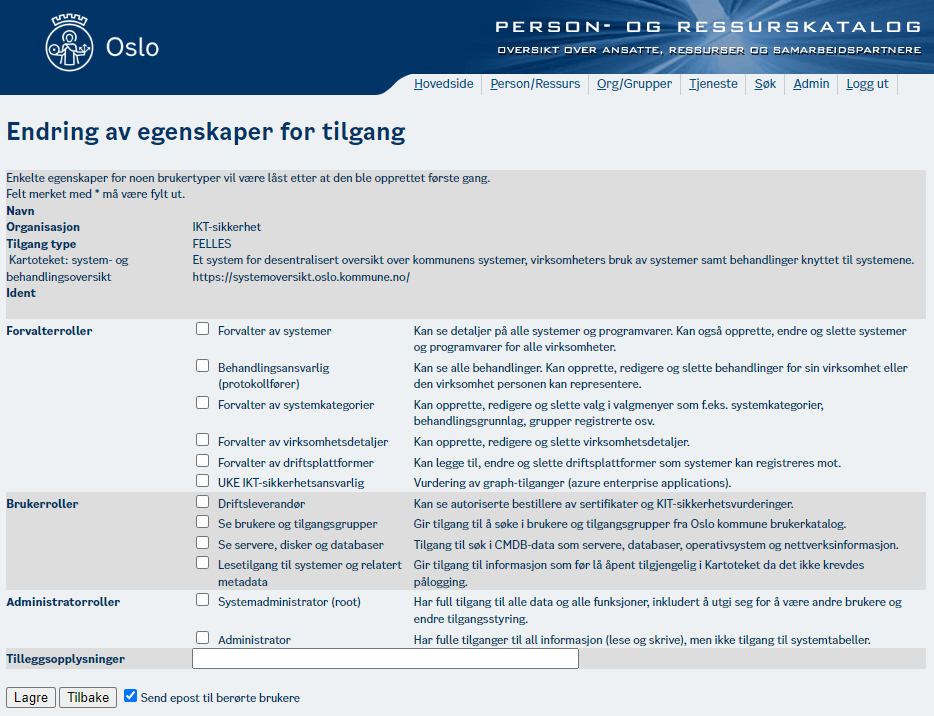 Oslo
PERSON- OG RESSURSKATALOG
OVERSIKT OVER ANSATTE, RESSURSER OG SAMARBEIDSPARTNERE
Hovedside Person/Ressurs Org/Grupper Tjeneste Søk Admin Logg ut
Endring av egenskaper for tilgang
Enkelte egenskaper for noen brukertyper vil være låst etter at den ble opprettet første gang.
Felt merket med * må være fylt ut.
Navn
Organisasjon IKT-sikkerhet
Tilgang type FELLES
Kartoteket: system- og Et system for desentralisert oversikt over kommunens systemer, virksomheters bruk av systemer samt behandlinger knyttet til systemene.
behandlingsoversikt https://systemoversikt.oslo.kommune.no/
Ident
Forvalterroller Forvalter av systemer Kan se detaljer på alle systemer og programvarer. Kan også opprette, endre og slette systemer
og programvarer for alle virksomheter.
Behandlingsansvarlig Kan se alle behandlinger. Kan opprette, redigere og slette behandlinger for sin virksomhet eller
(protokollfører) den virksomhet personen kan representere.
Forvalter av systemkategorier Kan opprette, redigere og slette valg i valgmenyer som f.eks. systemkategorier,
behandlingsgrunnlag, grupper registrerte osv.
Forvalter av virksomhetsdetaljer Kan opprette, redigere og slette virksomhetsdetaljer.
Forvalter av driftsplattformer Kan legge til, endre og slette driftsplattformer som systemer kan registreres mot.
UKE IKT-sikkerhetsansvarlig Vurdering av graph-tilganger (azure enterprise applications).
Brukerroller Driftsleverandør Kan se autoriserte bestillere av sertifikater og KIT-sikkerhetsvurderinger.
Se brukere og tilgangsgrupper Gir tilgang til å søke i brukere og tilgangsgrupper fra Oslo kommune brukerkatalog.
Se servere, disker og databaser Tilgang til søk i CMDB-data som servere, databaser, operativsystem og nettverksinformasjon.
Lesetilgang til systemer og relatert Gir tilgang til informasjon som før lå åpent tilgjengelig i Kartoteket da det ikke krevdes
metadata pålogging.
Administratorroller Systemadministrator (root) Har full tilgang til alle data og alle funksjoner, inkludert å utgi seg for å være andre brukere og
endre tilgangsstyring.
Administrator Har fulle tilganger til all informasjon (lese og skrive), men ikke tilgang til systemtabeller.
Tilleggsopplysninger
Lagre Tilbake Send epost til berørte brukere